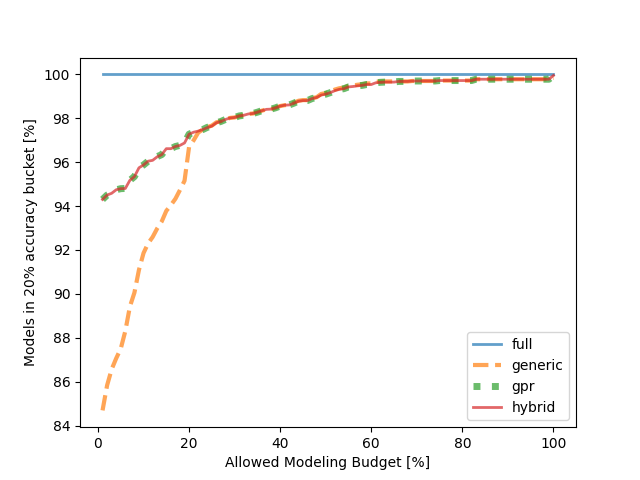 Models in 20% accuracy bucket [%]
100
98
96
94
92
90
88
86
84
full
generic
gpr
hybrid
0 20 40 60 80 100
Allowed Modeling Budget [%]